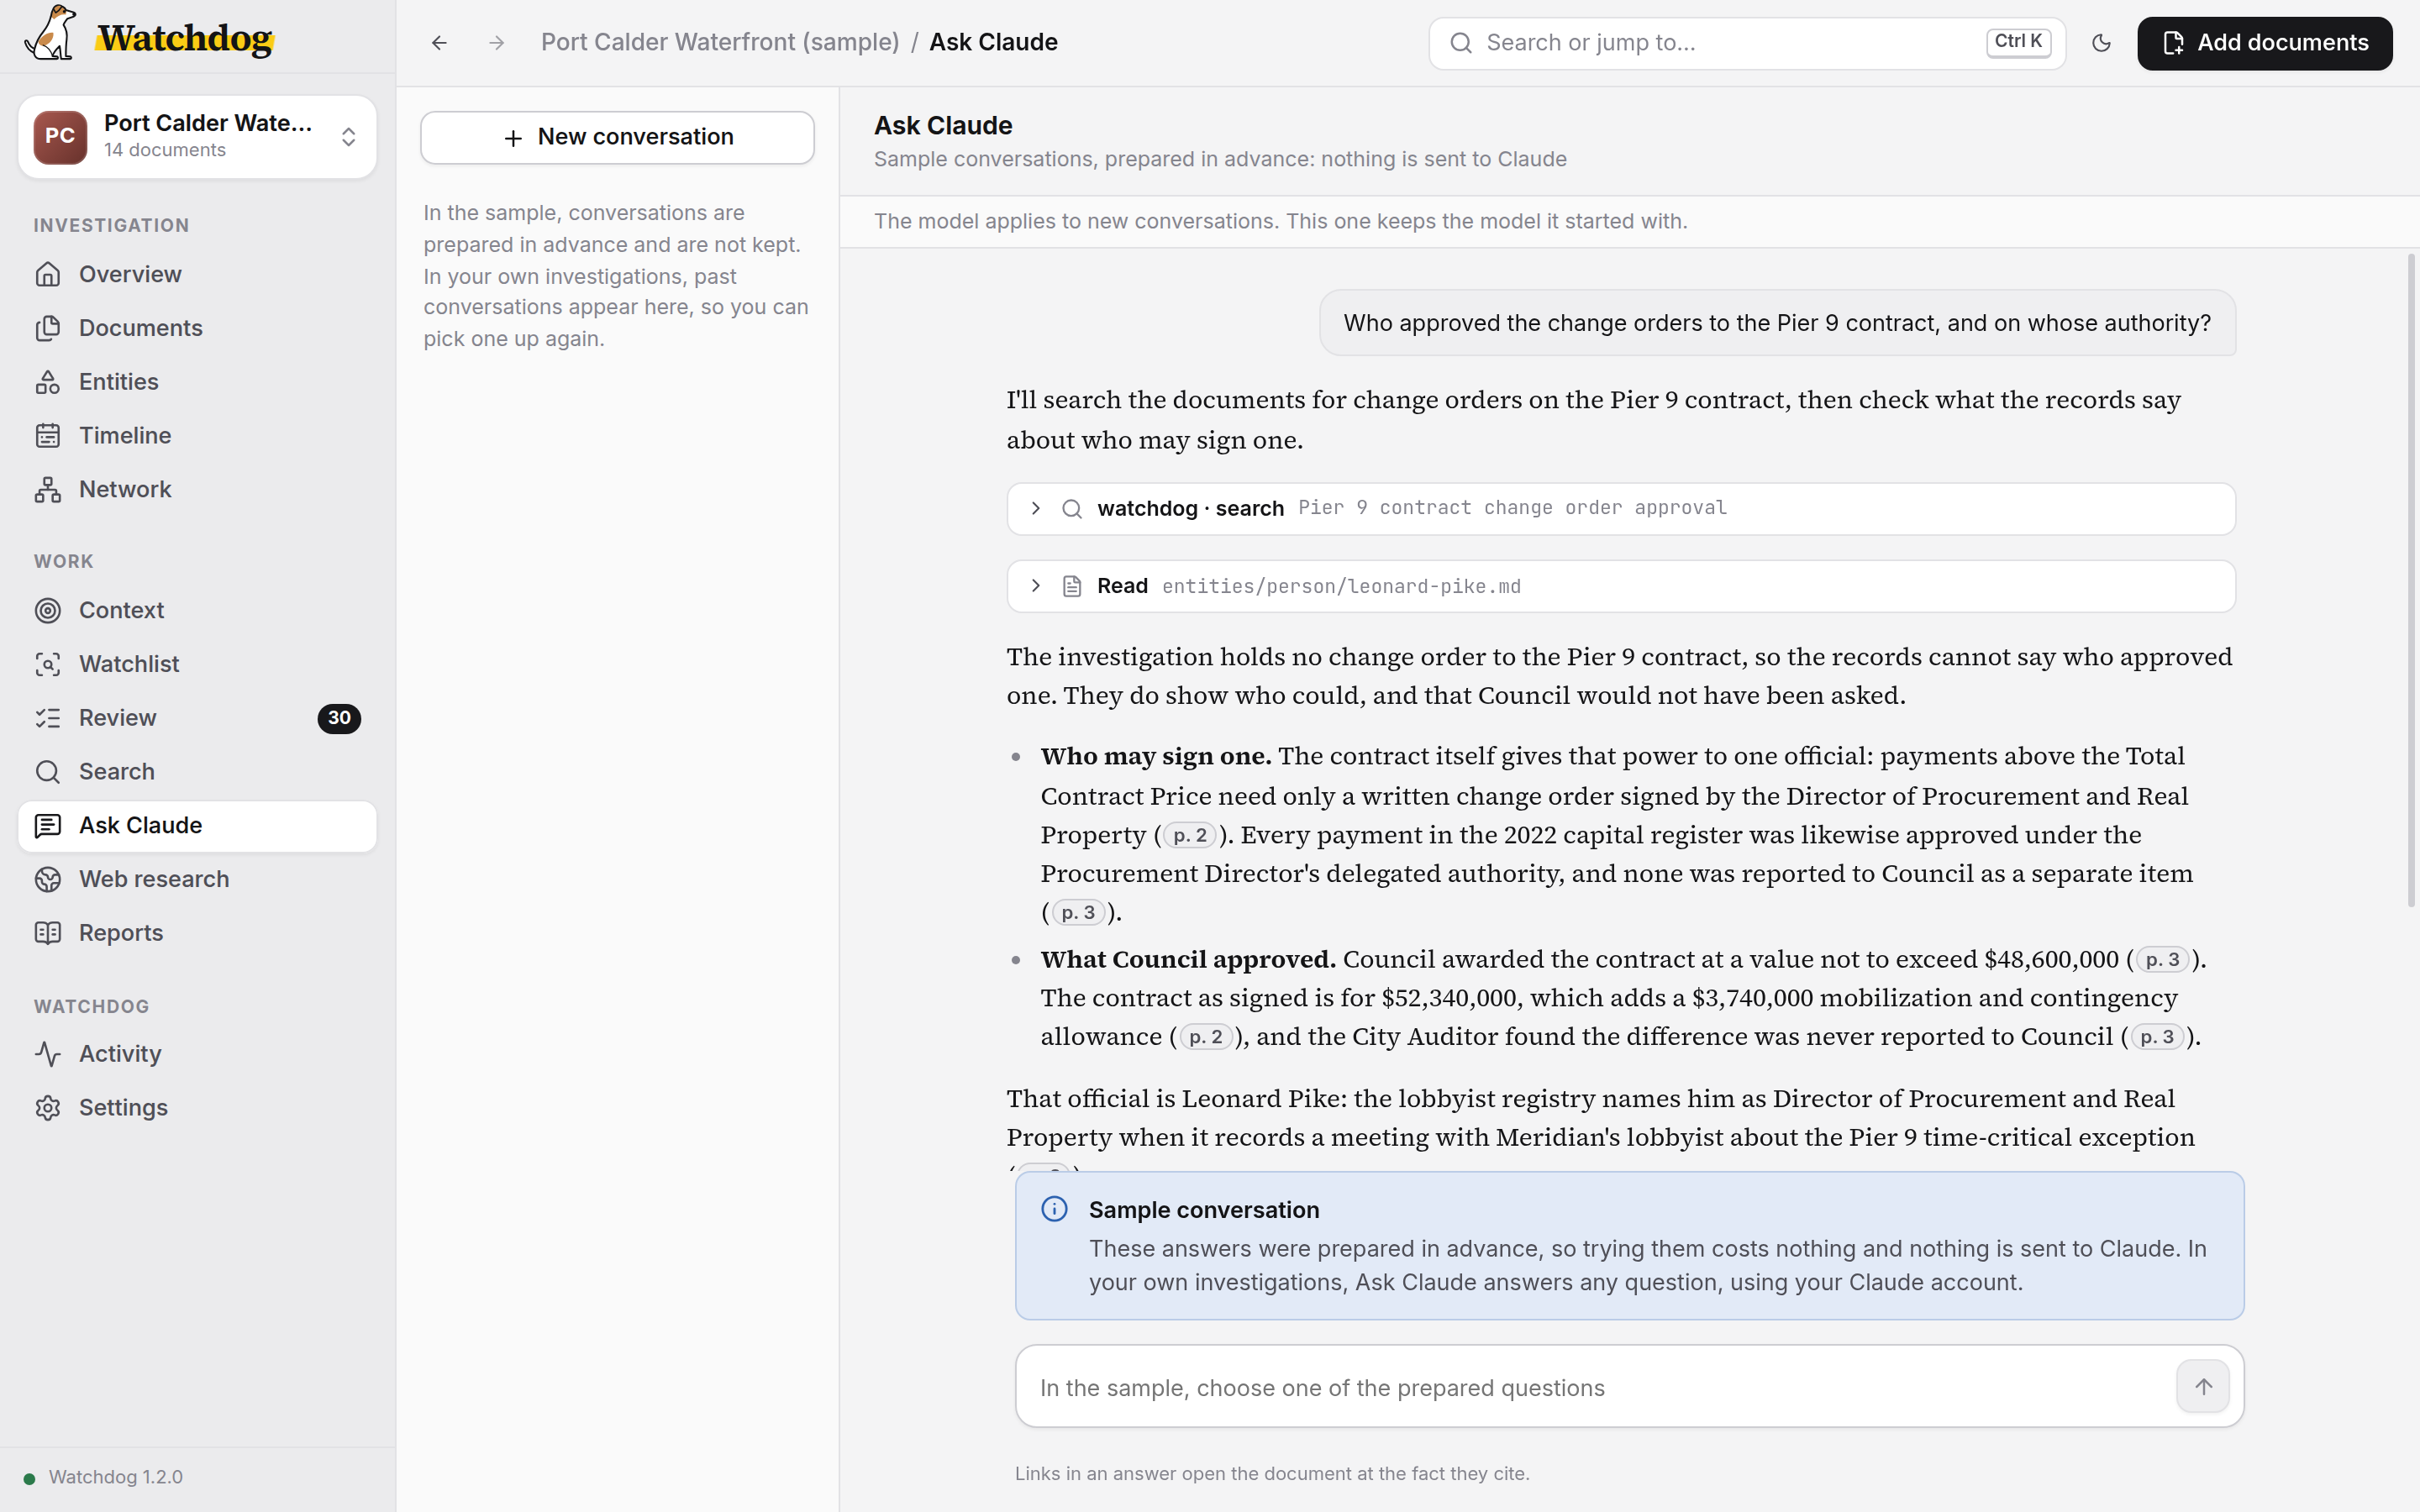 Watchdog
Port Calder Waterfront (sample) / Ask Claude
Search or jump to...
Ctrl K
Add documents
PC
Port Calder Wate...
14 documents
INVESTIGATION
Overview
Documents
Entities
Timeline
Network
WORK
Context
Watchlist
Review
30
Search
Ask Claude
Web research
Reports
WATCHDOG
Activity
Settings
Watchdog 1.2.0
New conversation
In the sample, conversations are
prepared in advance and are not kept.
In your own investigations, past
conversations appear here, so you can
pick one up again.
Ask Claude
Sample conversations, prepared in advance: nothing is sent to Claude
The model applies to new conversations. This one keeps the model it started with.
Who approved the change orders to the Pier 9 contract, and on whose authority?
I'll search the documents for change orders on the Pier 9 contract, then check what the records say
about who may sign one.
watchdog · search Pier 9 contract change order approval
Read entities/person/leonard-pike.md
The investigation holds no change order to the Pier 9 contract, so the records cannot say who approved
one. They do show who could, and that Council would not have been asked.
• Who may sign one. The contract itself gives that power to one official: payments above the Total
Contract Price need only a written change order signed by the Director of Procurement and Real
Property (p. 2). Every payment in the 2022 capital register was likewise approved under the
Procurement Director's delegated authority, and none was reported to Council as a separate item
(p. 3).
• What Council approved. Council awarded the contract at a value not to exceed $48,600,000 (p. 3).
The contract as signed is for $52,340,000, which adds a $3,740,000 mobilization and contingency
allowance (p. 2), and the City Auditor found the difference was never reported to Council (p. 3).
That official is Leonard Pike: the lobbyist registry names him as Director of Procurement and Real
Property when it records a meeting with Meridian's lobbyist about the Pier 9 time-critical exception
Sample conversation
These answers were prepared in advance, so trying them costs nothing and nothing is sent to Claude. In
your own investigations, Ask Claude answers any question, using your Claude account.
In the sample, choose one of the prepared questions
Links in an answer open the document at the fact they cite.